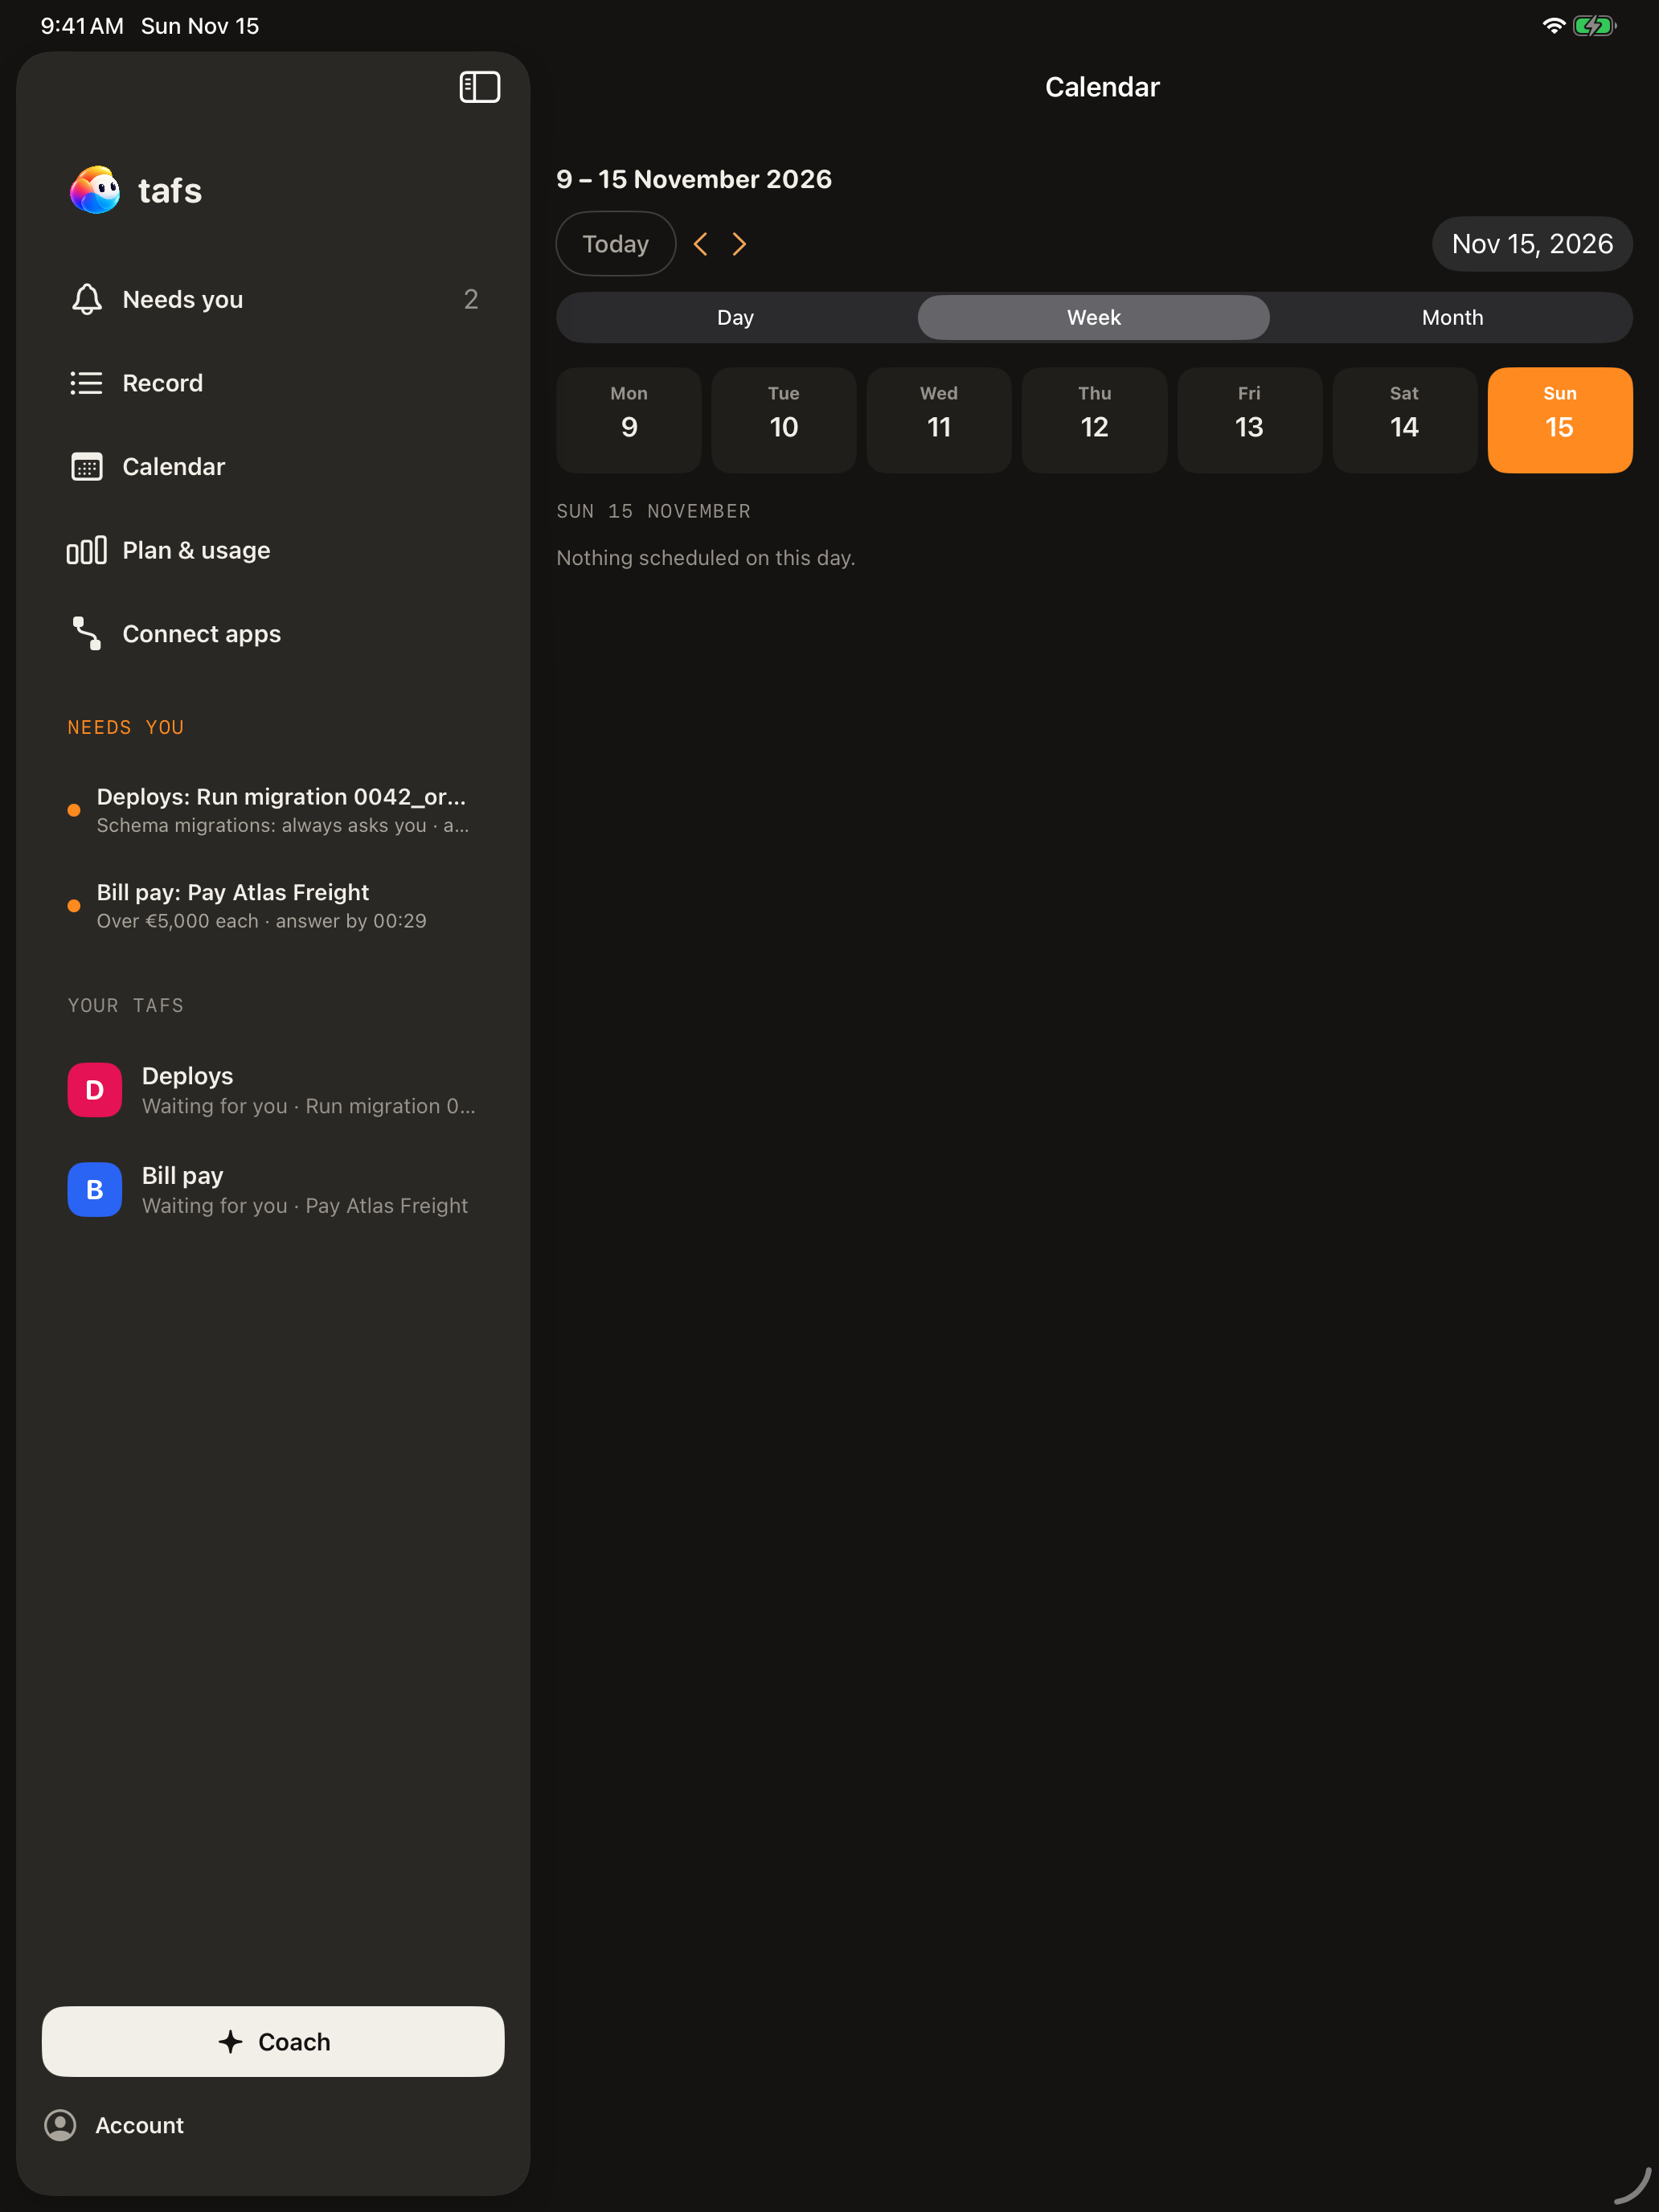 9:41 AM Sun Nov 15
tafs
Needs you 2
Record
Calendar
Plan & usage
Connect apps
NEEDS YOU
Deploys: Run migration 0042_or...
Schema migrations: always asks you · a...
Bill pay: Pay Atlas Freight
Over €5,000 each · answer by 00:29
YOUR TAFS
D
Deploys
Waiting for you · Run migration 0...
B
Bill pay
Waiting for you · Pay Atlas Freight
Coach
Account
Calendar
9 – 15 November 2026
Today
Nov 15, 2026
Day Week Month
Mon Tue Wed Thu Fri Sat Sun
9 10 11 12 13 14 15
SUN 15 NOVEMBER
Nothing scheduled on this day.